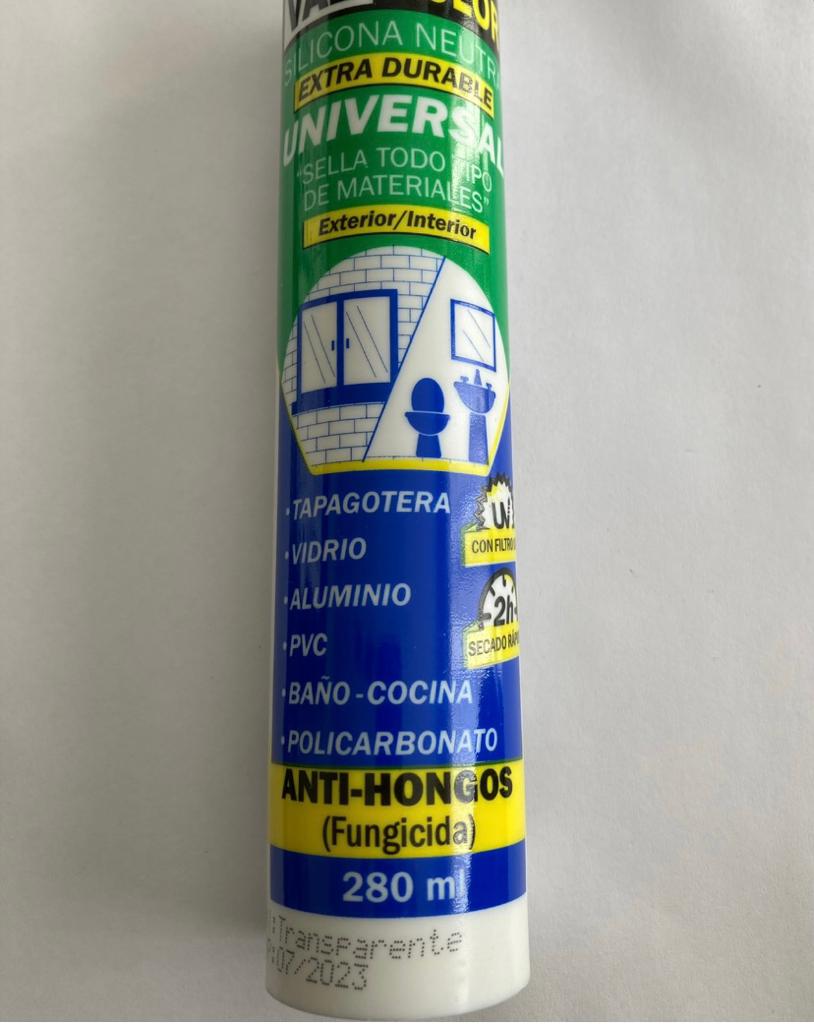 SILICONA NEUTR
EXTRA DURABLE
UNIVERSAL
"SELLA TODO TIPO
DE MATERIALES"
Exterior/Interior
·TAPAGOTERA
UV
CON FILTRO
·VIDRIO
·ALUMINIO
2h
SECADO RÁP
·PVC
·BAÑO-COCINA
·POLICARBONATO
ANTI-HONGOS
(Fungicida)
280 ml
:Transparente
:07/2023